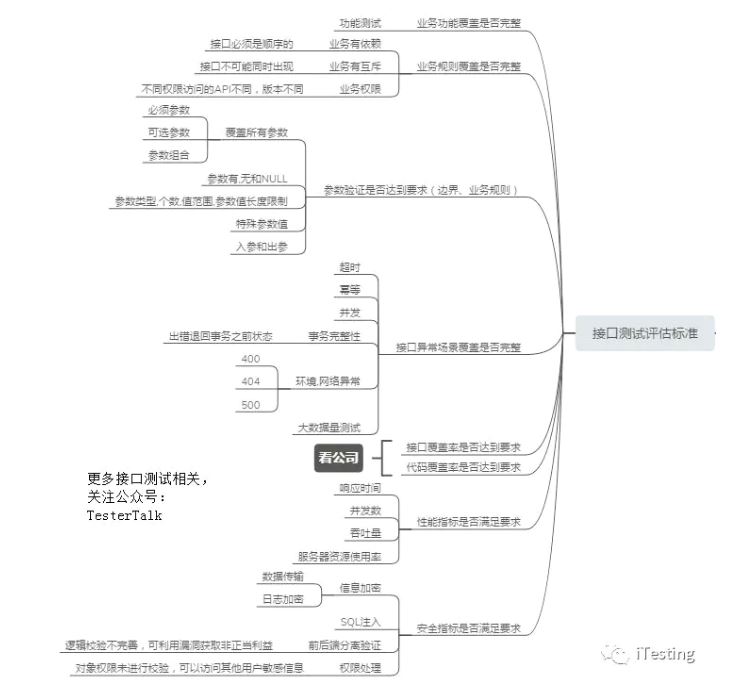 功能测试
业务功能覆盖是否完整
接口必须是顺序的
业务有依赖
接口不可能同时出现
业务有互斥
业务规则覆盖是否完整
不同权限访问的API不同，版本不同
业务权限
必须参数
可选参数
覆盖所有参数
参数组合
参数有,无和NULL
参数验证是否达到要求（边界、业务规则）
参数类型,个数,值范围,参数值长度限制
特殊参数值
入参和出参
超时
幂等
并发
接口测试评估标准
出错退回事务之前状态
事务完整性
接口异常场景覆盖是否完整
400
404
环境,网络异常
500
大数据量测试
看公司
接口覆盖率是否达到要求
代码覆盖率是否达到要求
更多接口测试相关，
关注公众号：
TesterTalk
响应时间
并发数
性能指标是否满足要求
吞吐量
服务器资源使用率
数据传输
信息加密
日志加密
SQL注入
安全指标是否满足要求
逻辑校验不完善，可利用漏洞获取非正当利益
前后端分离验证
对象权限未进行校验，可以访问其他用户敏感信息
权限处理
iTesting